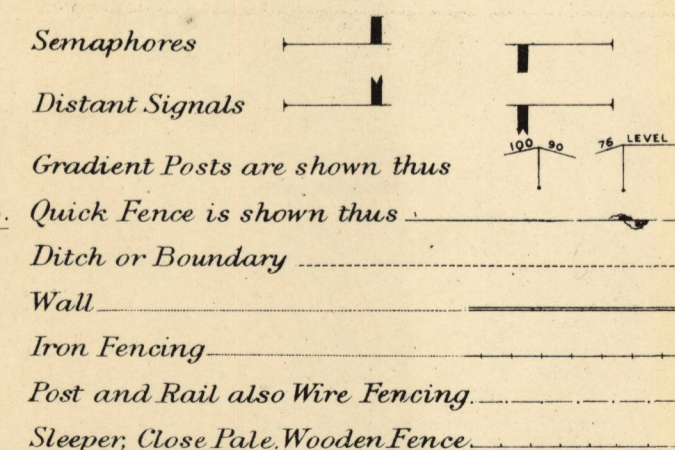 Semaphores
Distant Signals
100 90 76 LEVEL
Gradient Posts are shown thus
Quick Fence is shown thus
Ditch or Boundary
Wall
Iron Fencing
Post and Rail also Wire Fencing
Sleeper, Close Pale, Wooden Fence